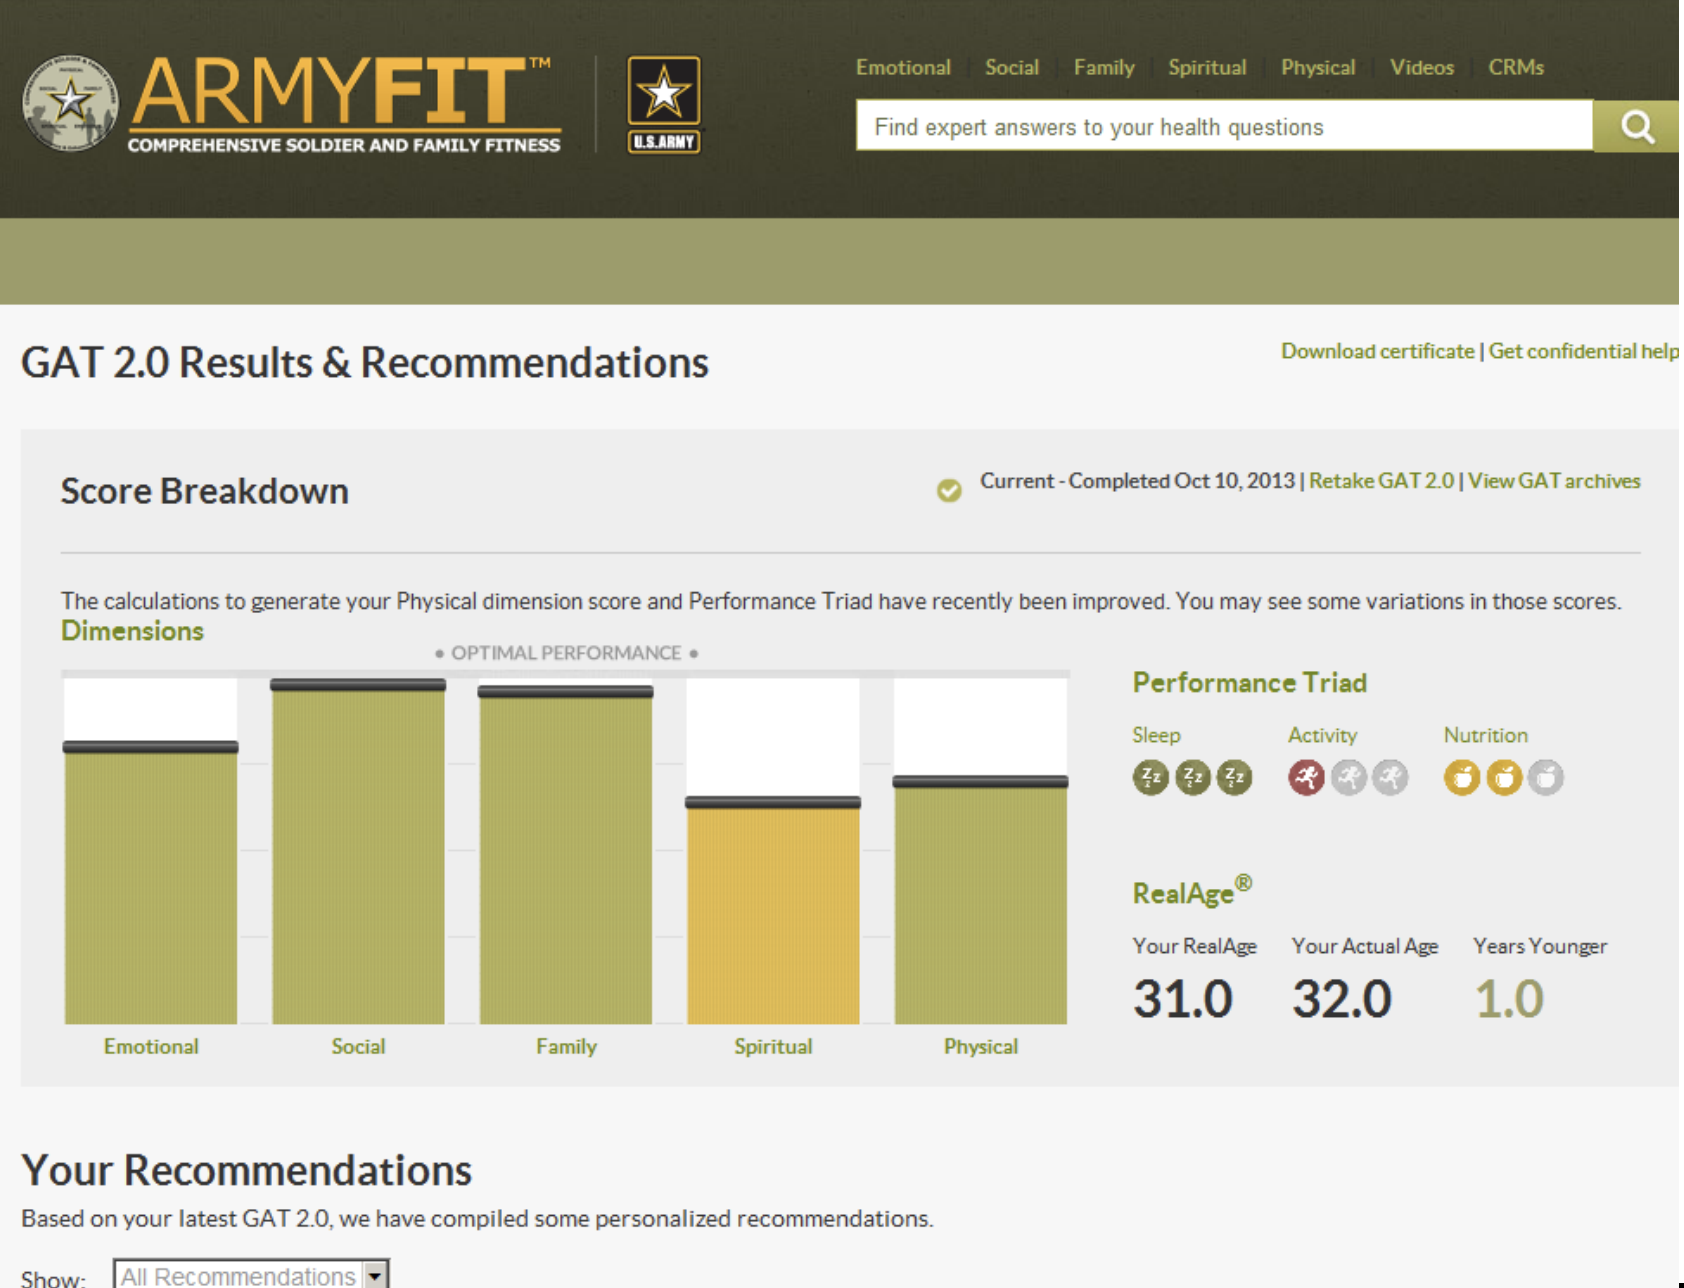 ARMYFIT™
COMPREHENSIVE SOLDIER AND FAMILY FITNESS
U.S.ARMY
Emotional Social Family Spiritual Physical Videos CRMs
Find expert answers to your health questions
GAT 2.0 Results & Recommendations
Download certificate | Get confidential help
Score Breakdown
Current - Completed Oct 10, 2013 | Retake GAT 2.0 | View GAT archives
The calculations to generate your Physical dimension score and Performance Triad have recently been improved. You may see some variations in those scores.
Dimensions
• OPTIMAL PERFORMANCE •
Emotional Social Family Spiritual Physical
Performance Triad
Sleep Activity Nutrition
RealAge®
Your RealAge Your Actual Age Years Younger
31.0 32.0 1.0
Your Recommendations
Based on your latest GAT 2.0, we have compiled some personalized recommendations.
Show: All Recommendations